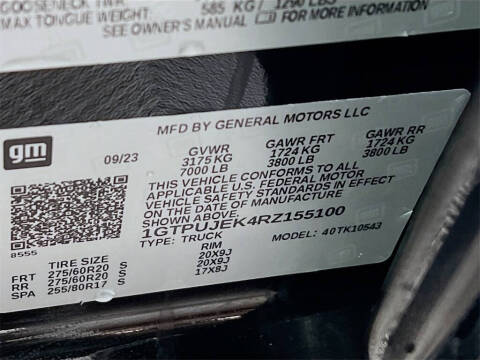 GOOSENECK TWR
MAX TONGUE WEIGHT: 585 KG / 1290 LBS
SEE OWNER'S MANUAL FOR MORE INFORMATION
gm
MFD BY GENERAL MOTORS LLC
09/23 GVWR GAWR FRT GAWR RR
3175 KG 1724 KG 1724 KG
7000 LB 3800 LB 3800 LB
THIS VEHICLE CONFORMS TO ALL
APPLICABLE U.S. FEDERAL MOTOR
VEHICLE SAFETY STANDARDS IN EFFECT
ON THE DATE OF MANUFACTURE
SHOWN ABOVE.
1GTPUJEK4RZ155100
TYPE: TRUCK MODEL: 40TK10543
8555
TIRE SIZE RIM
FRT 275/60R20 S 20X9J
RR 275/60R20 S 20X9J
SPA 255/80R17 S 17X8J